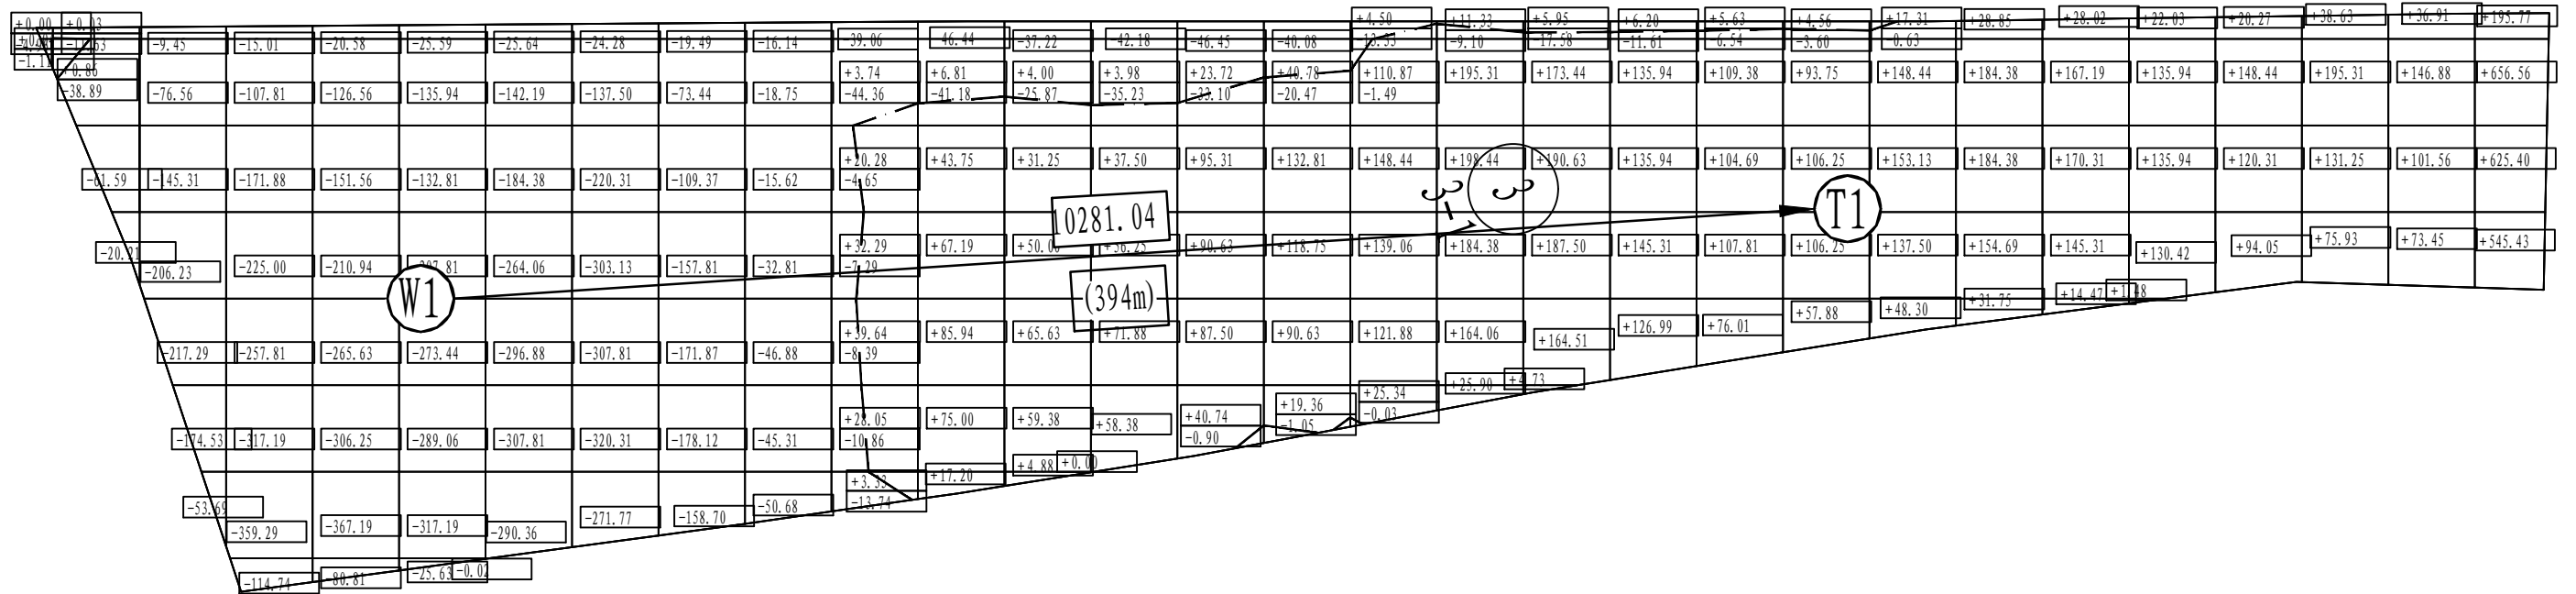 +0.00 +0.03
+4.50 +11.33 +5.95 +6.20 +5.63 +4.56 +17.31 +28.85 +28.02 +22.03 +20.27 +38.63 +36.91 +195.77
-9.45 -15.01 -20.58 -25.59 -25.64 -24.28 -19.49 -16.14 -39.06 -46.44 -37.22 -42.18 -46.45 -40.08 -13.55 -9.10 -17.58 -11.61 -6.54 -3.60 -0.63
-1.11
+0.86 +3.74 +6.81 +4.00 +3.98 +23.72 +40.78 +110.87 +195.31 +173.44 +135.94 +109.38 +93.75 +148.44 +184.38 +167.19 +135.94 +148.44 +195.31 +146.88 +656.56
-38.89 -76.56 -107.81 -126.56 -135.94 -142.19 -137.50 -73.44 -18.75 -44.36 -41.18 -25.87 -35.23 -33.10 -20.47 -1.49
+20.28 +43.75 +31.25 +37.50 +95.31 +132.81 +148.44 +198.44 +190.63 +135.94 +104.69 +106.25 +153.13 +184.38 +170.31 +135.94 +120.31 +131.25 +101.56 +625.40
-61.59 -145.31 -171.88 -151.56 -132.81 -184.38 -220.31 -109.37 -15.62 -4.65
3-1 3
10281.04 T1
+32.29 +67.19 +50.00 +56.25 +90.63 +118.75 +139.06 +184.38 +187.50 +145.31 +107.81 +106.25 +137.50 +154.69 +145.31 +130.42 +94.05 +75.93 +73.45 +545.43
-20.21 -206.23 -225.00 -210.94 -264.06 -303.13 -157.81 -32.81 -7.29
W1 (394m)
+39.64 +85.94 +65.63 +71.88 +87.50 +90.63 +121.88 +164.06 +164.51 +126.99 +76.01 +57.88 +48.30 +31.75 +14.47
-217.29 -257.81 -265.63 -273.44 -296.88 -307.81 -171.87 -46.88 -8.39
+28.05 +75.00 +59.38 +58.38 +40.74 +19.36 +25.34 +25.90 +4.73
-174.53 -317.19 -306.25 -289.06 -307.81 -320.31 -178.12 -45.31 -10.86 -0.90 -1.05 -0.03
+3.33 +17.20 +4.88 +0.00
-53.69 -359.29 -367.19 -317.19 -290.36 -271.77 -158.70 -50.68 -13.74
-114.74 -80.81 -25.63 -0.02